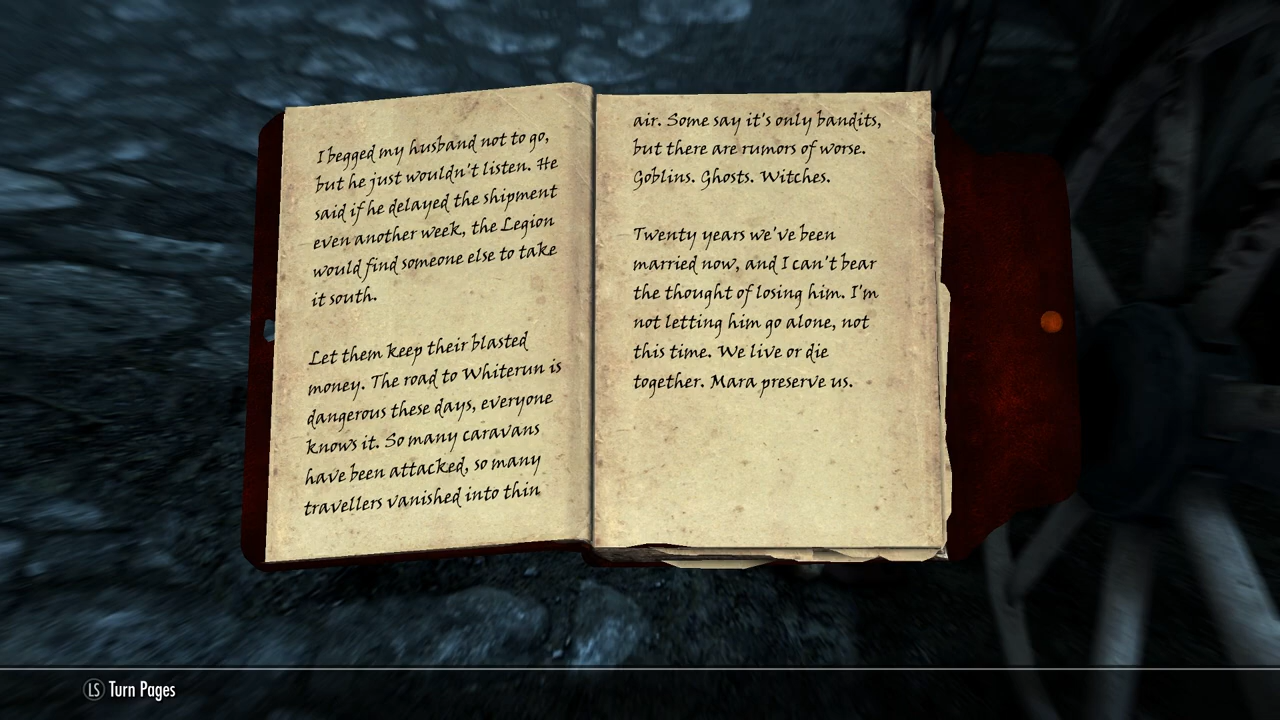 I begged my husband not to go,
but he just wouldn't listen. He
said if he delayed the shipment
even another week, the Legion
would find someone else to take
it south.
Let them keep their blasted
money. The road to Whiterun is
dangerous these days, everyone
knows it. So many caravans
have been attacked, so many
travellers vanished into thin
air. Some say it's only bandits,
but there are rumors of worse.
Goblins. Ghosts. Witches.
Twenty years we've been
married now, and I can't bear
the thought of losing him. I'm
not letting him go alone, not
this time. We live or die
together. Mara preserve us.
LS Turn Pages